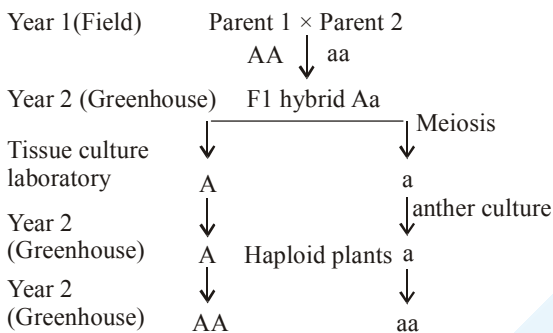 Year 1(Field) Parent 1 × Parent 2
AA aa
Year 2 (Greenhouse) F1 hybrid Aa
Meiosis
Tissue culture
laboratory
A a
anther culture
Year 2
(Greenhouse) A Haploid plants a
Year 2
(Greenhouse) AA aa